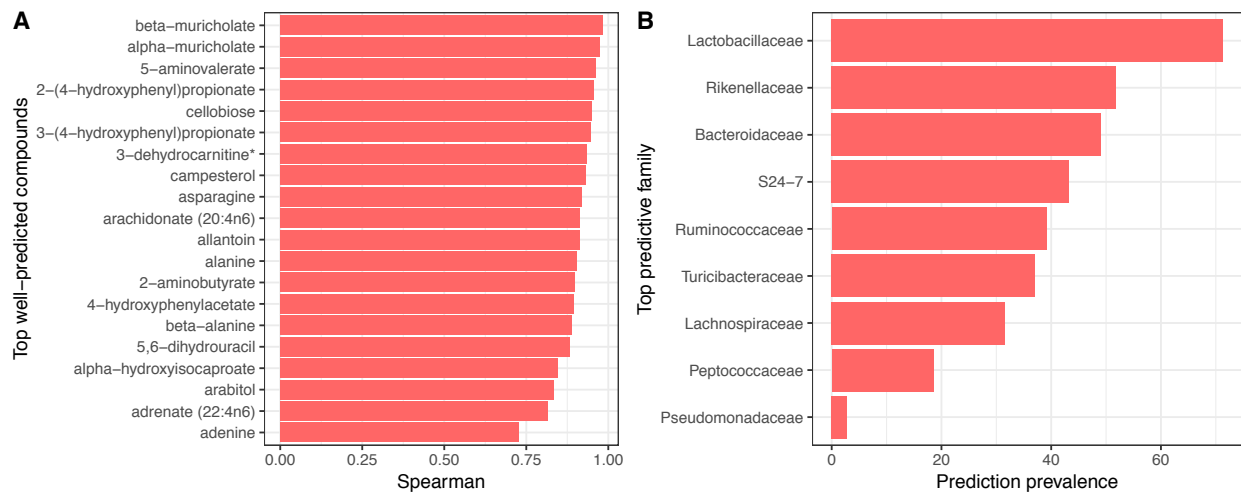 A
Top well−predicted compounds
beta−muricholate
alpha−muricholate
5−aminovalerate
2−(4−hydroxyphenyl)propionate
cellobiose
3−(4−hydroxyphenyl)propionate
3−dehydrocarnitine*
campesterol
asparagine
arachidonate (20:4n6)
allantoin
alanine
2−aminobutyrate
4−hydroxyphenylacetate
beta−alanine
5,6−dihydrouracil
alpha−hydroxyisocaproate
arabitol
adrenate (22:4n6)
adenine
0.00 0.25 0.50 0.75 1.00
Spearman
B
Top predictive family
Lactobacillaceae
Rikenellaceae
Bacteroidaceae
S24−7
Ruminococcaceae
Turicibacteraceae
Lachnospiraceae
Peptococcaceae
Pseudomonadaceae
0 20 40 60
Prediction prevalence